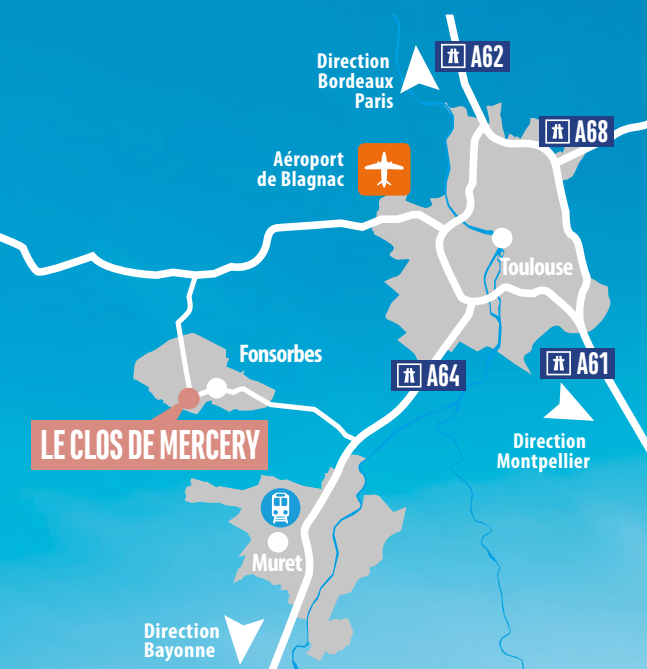 A62
Direction
Bordeaux
Paris
A68
Aéroport
de Blagnac
Toulouse
Fonsorbes
A64
A61
LE CLOS DE MERCERY
Direction
Montpellier
Muret
Direction
Bayonne